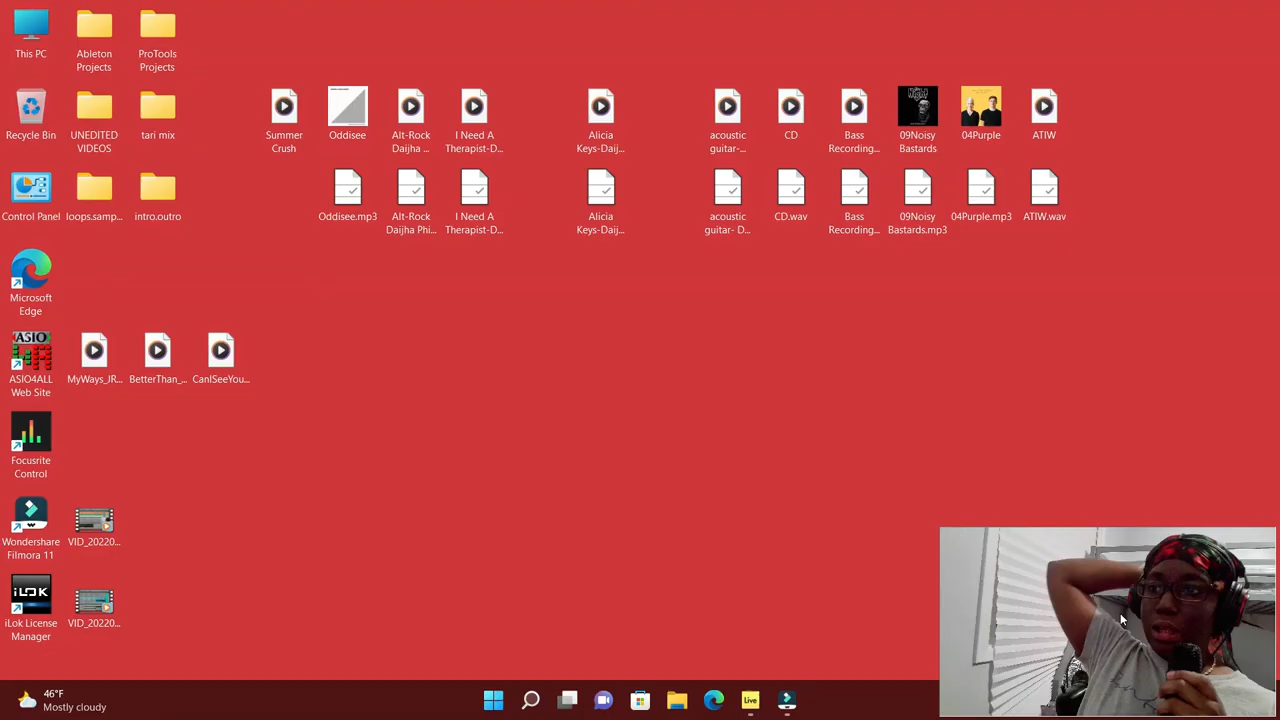 This PC
Ableton
Projects
ProTools
Projects
Recycle Bin
UNEDITED
VIDEOS
tari mix
Summer
Crush
Oddisee
Alt-Rock
Daijha ...
I Need A
Therapist-D...
Alicia
Keys-Daij...
acoustic
guitar-...
CD
Bass
Recording...
09Noisy
Bastards
04Purple
ATIW
Control Panel
loops.samp...
intro.outro
Oddisee.mp3
Alt-Rock
Daijha Phi...
I Need A
Therapist-D...
Alicia
Keys-Daij...
acoustic
guitar- D...
CD.wav
Bass
Recording...
09Noisy
Bastards.mp3
04Purple.mp3
ATIW.wav
Microsoft
Edge
ASIO
ASIO4ALL
Web Site
MyWays_JR...
BetterThan_...
CanISeeYou...
Focusrite
Control
Wondershare
Filmora 11
VID_20220...
iLOK
iLok License
Manager
VID_20220...
46°F
Mostly cloudy
Live